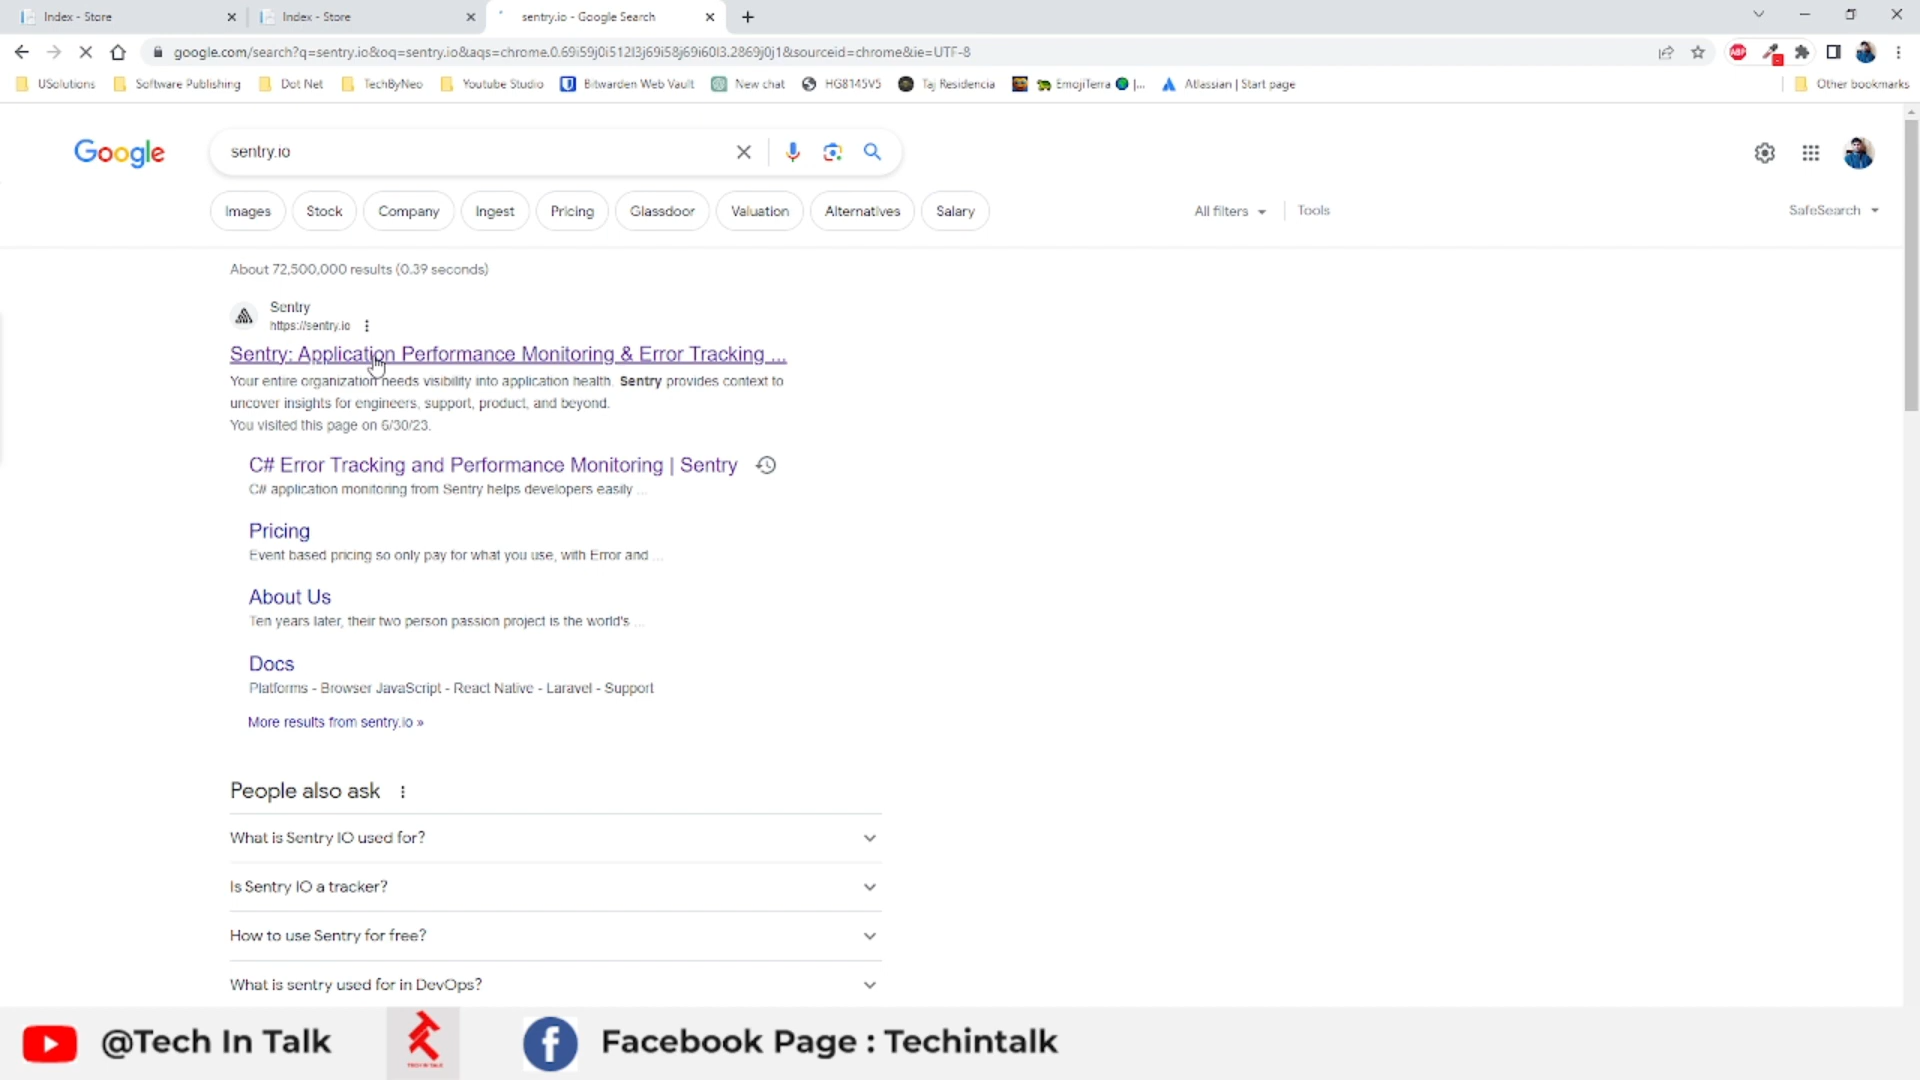 Index - Store
Index - Store
sentry.io - Google Search
google.com/search?q=sentry.io&oq=sentry.io&aqs=chrome.0.69i59j0i512l3j69i58j69i60l3.2869j0j1&sourceid=chrome&ie=UTF-8
ABP
USolutions
Software Publishing
Dot Net
TechByNeo
Youtube Studio
Bitwarden Web Vault
New chat
HG8145V5
Taj Residencia
EmojiTerra |...
Atlassian | Start page
Other bookmarks
Google
sentry.io
Images
Stock
Company
Ingest
Pricing
Glassdoor
Valuation
Alternatives
Salary
All filters
Tools
SafeSearch
About 72,500,000 results (0.39 seconds)
Sentry
https://sentry.io
Sentry: Application Performance Monitoring & Error Tracking ...
Your entire organization needs visibility into application health. Sentry provides context to
uncover insights for engineers, support, product, and beyond.
You visited this page on 6/30/23.
C# Error Tracking and Performance Monitoring | Sentry
C# application monitoring from Sentry helps developers easily ...
Pricing
Event based pricing so only pay for what you use, with Error and ...
About Us
Ten years later, their two person passion project is the world's ...
Docs
Platforms - Browser JavaScript - React Native - Laravel - Support
More results from sentry.io »
People also ask
What is Sentry IO used for?
Is Sentry IO a tracker?
How to use Sentry for free?
What is sentry used for in DevOps?
@Tech In Talk
TECH IN TALK
Facebook Page : Techintalk